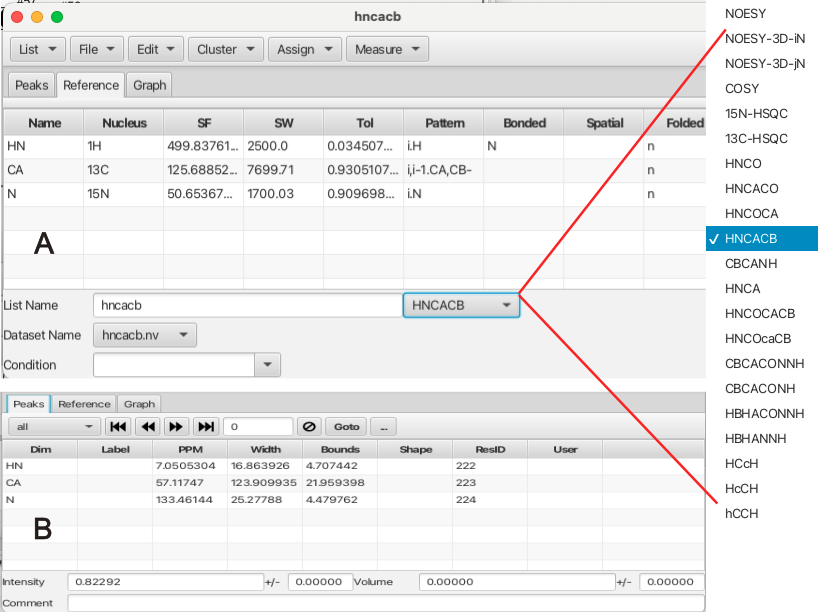 hncacb
List File Edit Cluster Assign Measure
Peaks Reference Graph
Name Nucleus SF SW Tol Pattern Bonded Spatial Folded
HN 1H 499.83761... 2500.0 0.034507... i.H N n
CA 13C 125.68852... 7699.71 0.9305107... i,i-1.CA,CB- n
N 15N 50.65367... 1700.03 0.909698... i.N n
A
List Name hncacb HNCACB
Dataset Name hncacb.nv
Condition
Peaks Reference Graph
all 0 Goto ...
Dim Label PPM Width Bounds Shape ResID User
HN 7.0505304 16.863926 4.707442 222
CA 57.11747 123.909935 21.959398 223
N 133.46144 25.27788 4.479762 224
B
Intensity 0.82292 +/- 0.00000 Volume 0.00000 +/- 0.00000
Comment
NOESY
NOESY-3D-iN
NOESY-3D-jN
COSY
15N-HSQC
13C-HSQC
HNCO
HNCACO
HNCOCA
✓ HNCACB
CBCANH
HNCA
HNCOCACB
HNCOcaCB
CBCACONNH
CBCACONH
HBHACONNH
HBHANNH
HCcH
HcCH
hCCH